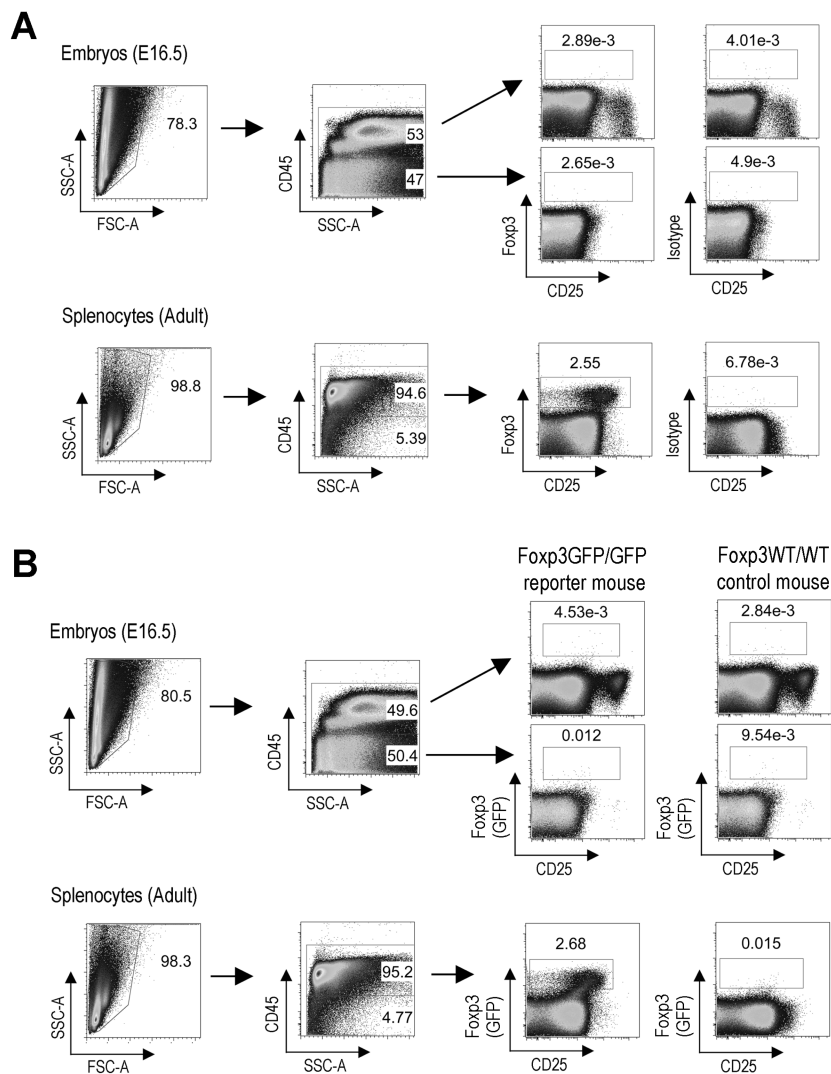 A
Embryos (E16.5)
78.3
SSC-A
FSC-A
53
47
CD45
SSC-A
2.89e-3
4.01e-3
2.65e-3
4.9e-3
Foxp3
CD25
Isotype
CD25
Splenocytes (Adult)
98.8
SSC-A
FSC-A
94.6
5.39
CD45
SSC-A
2.55
Foxp3
CD25
6.78e-3
Isotype
CD25
B
Foxp3GFP/GFP
reporter mouse
Foxp3WT/WT
control mouse
Embryos (E16.5)
80.5
SSC-A
FSC-A
49.6
50.4
CD45
SSC-A
4.53e-3
2.84e-3
0.012
9.54e-3
Foxp3
(GFP)
CD25
Foxp3
(GFP)
CD25
Splenocytes (Adult)
98.3
SSC-A
FSC-A
95.2
4.77
CD45
SSC-A
2.68
Foxp3
(GFP)
CD25
0.015
Foxp3
(GFP)
CD25